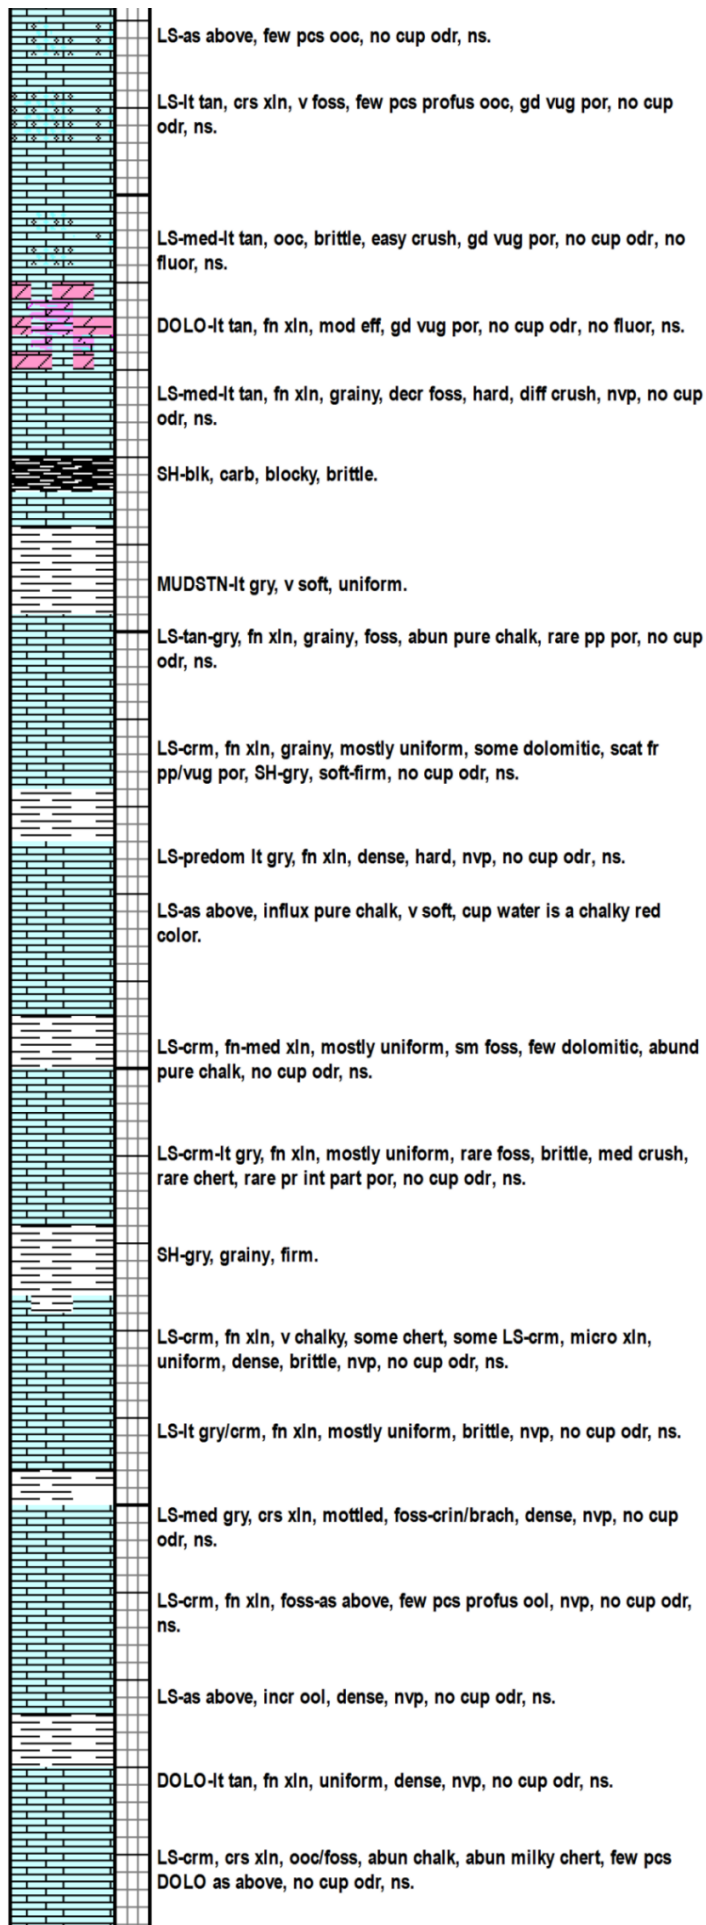 LS-as above, few pcs ooc, no cup odr, ns.
LS-lt tan, crs xln, v foss, few pcs profus ooc, gd vug por, no cup
odr, ns.
LS-med-lt tan, ooc, brittle, easy crush, gd vug por, no cup odr, no
fluor, ns.
DOLO-lt tan, fn xln, mod eff, gd vug por, no cup odr, no fluor, ns.
LS-med-lt tan, fn xln, grainy, decr foss, hard, diff crush, nvp, no cup
odr, ns.
SH-blk, carb, blocky, brittle.
MUDSTN-lt gry, v soft, uniform.
LS-tan-gry, fn xln, grainy, foss, abun pure chalk, rare pp por, no cup
odr, ns.
LS-crm, fn xln, grainy, mostly uniform, some dolomitic, scat fr
pp/vug por, SH-gry, soft-firm, no cup odr, ns.
LS-predom lt gry, fn xln, dense, hard, nvp, no cup odr, ns.
LS-as above, influx pure chalk, v soft, cup water is a chalky red
color.
LS-crm, fn-med xln, mostly uniform, sm foss, few dolomitic, abund
pure chalk, no cup odr, ns.
LS-crm-lt gry, fn xln, mostly uniform, rare foss, brittle, med crush,
rare chert, rare pr int part por, no cup odr, ns.
SH-gry, grainy, firm.
LS-crm, fn xln, v chalky, some chert, some LS-crm, micro xln,
uniform, dense, brittle, nvp, no cup odr, ns.
LS-lt gry/crm, fn xln, mostly uniform, brittle, nvp, no cup odr, ns.
LS-med gry, crs xln, mottled, foss-crin/brach, dense, nvp, no cup
odr, ns.
LS-crm, fn xln, foss-as above, few pcs profus ool, nvp, no cup odr,
ns.
LS-as above, incr ool, dense, nvp, no cup odr, ns.
DOLO-lt tan, fn xln, uniform, dense, nvp, no cup odr, ns.
LS-crm, crs xln, ooc/foss, abun chalk, abun milky chert, few pcs
DOLO as above, no cup odr, ns.